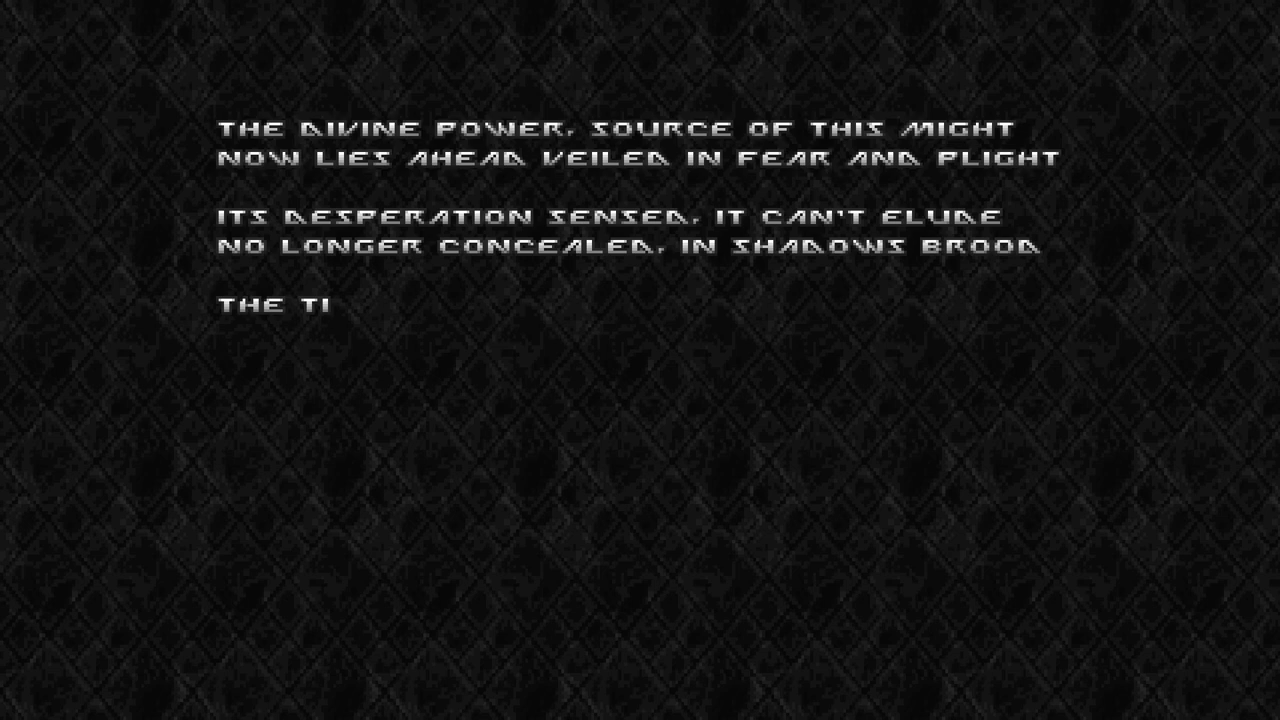 THE DIVINE POWER, SOURCE OF THIS MIGHT
NOW LIES AHEAD VEILED IN FEAR AND PLIGHT
ITS DESPERATION SENSED, IT CAN'T ELUDE
NO LONGER CONCEALED, IN SHADOWS BROOD
THE TI